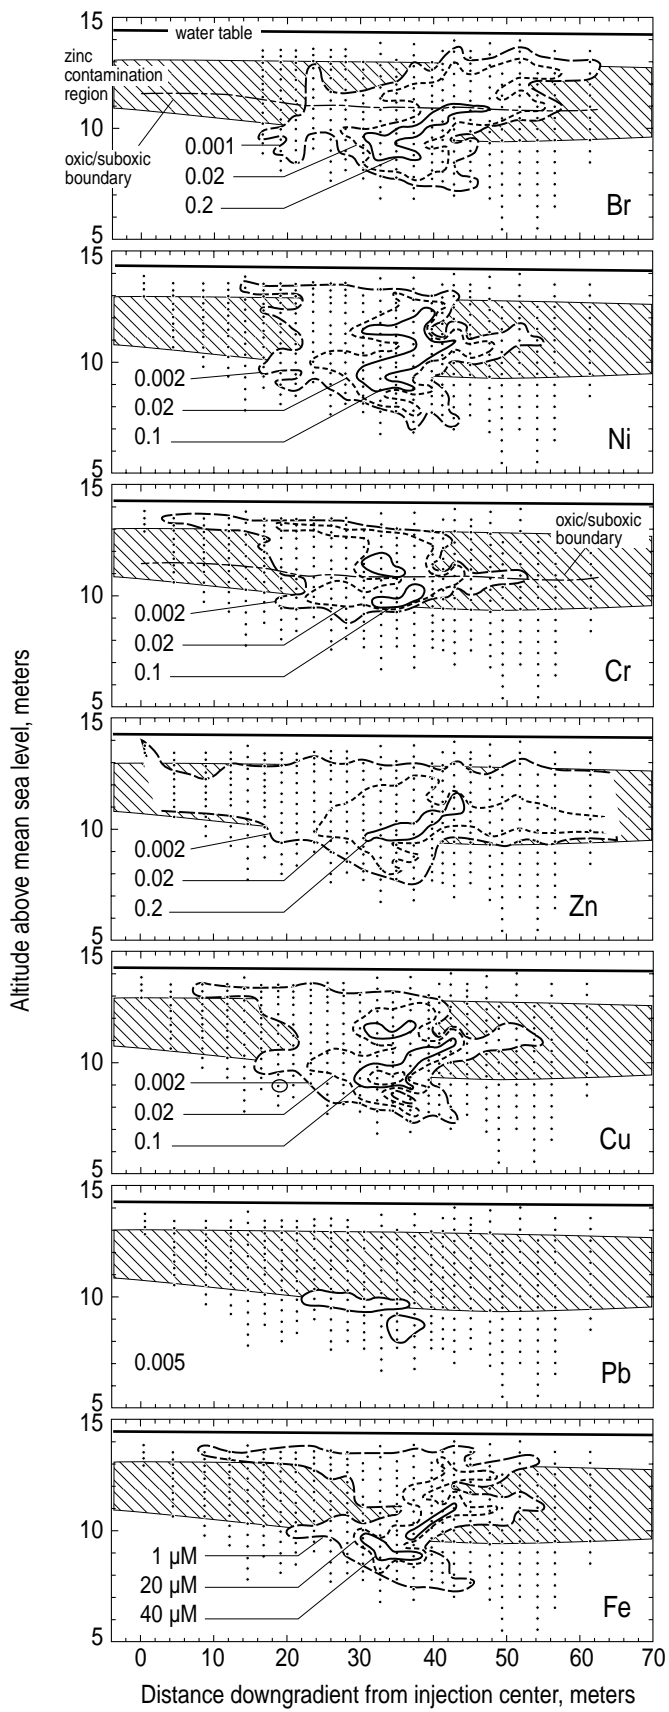 Altitude above mean sea level, meters
15
water table
zinc
contamination
region
10
oxic/suboxic
boundary
0.001
0.02
0.2
Br
5
15
10
0.002
0.02
0.1
Ni
5
15
oxic/suboxic
boundary
10
0.002
0.02
0.1
Cr
5
15
10
0.002
0.02
0.2
Zn
5
15
10
0.002
0.02
0.1
Cu
5
15
10
0.005
Pb
5
15
10
1 µM
20 µM
40 µM
Fe
5
0 10 20 30 40 50 60 70
Distance downgradient from injection center, meters